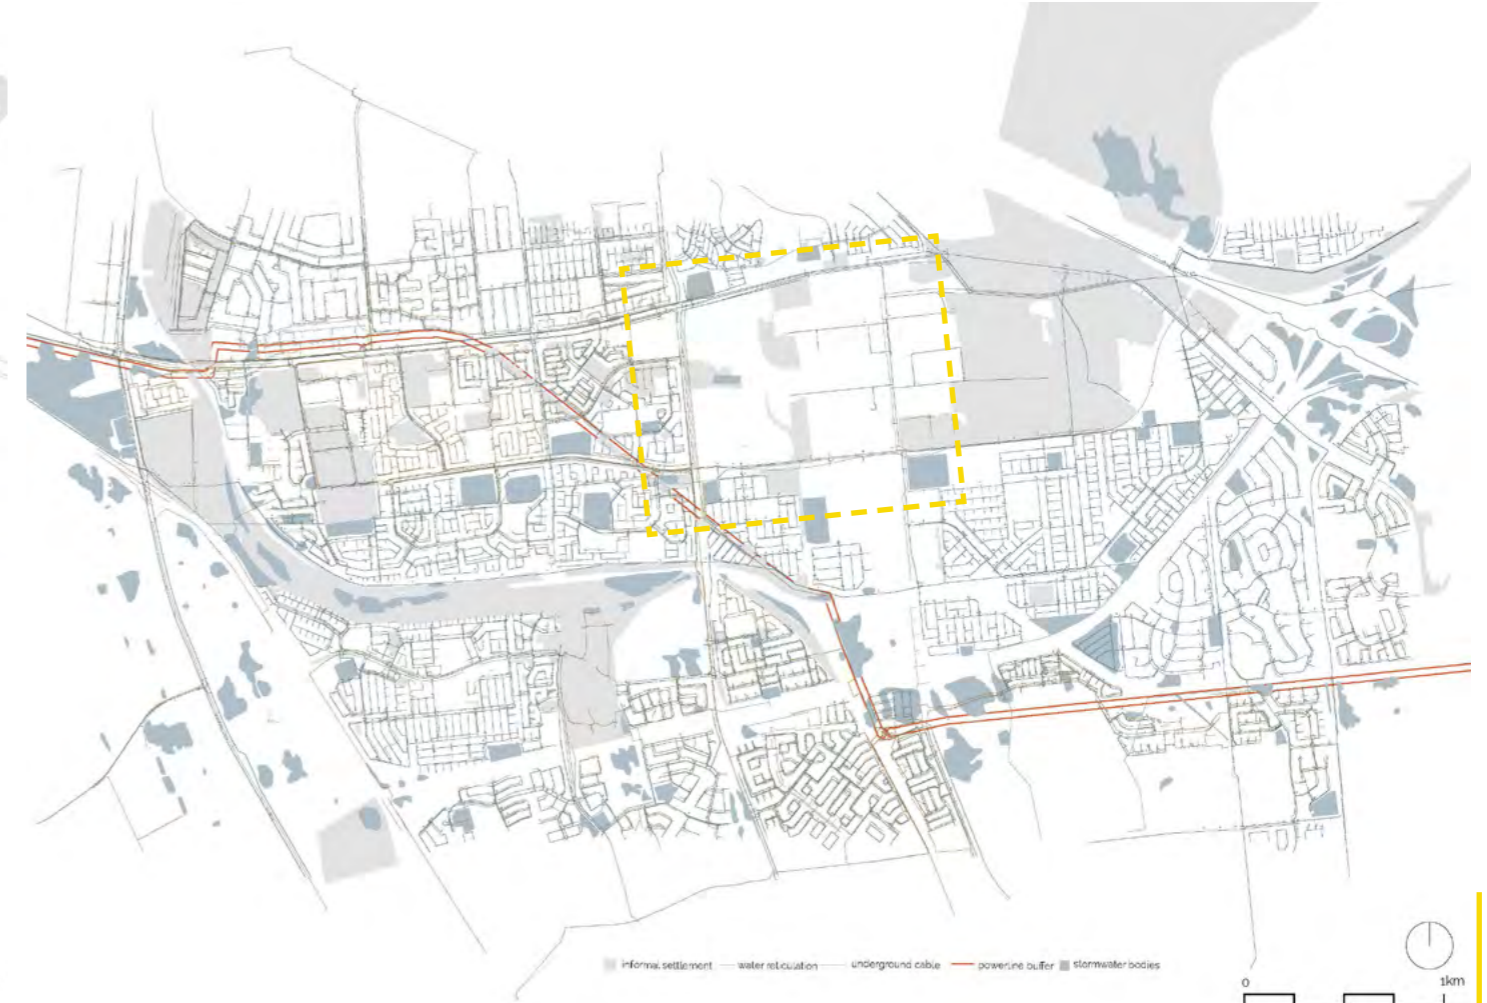 informal settlement water reticulation underground cable powerline buffer stormwater bodies
0 1km